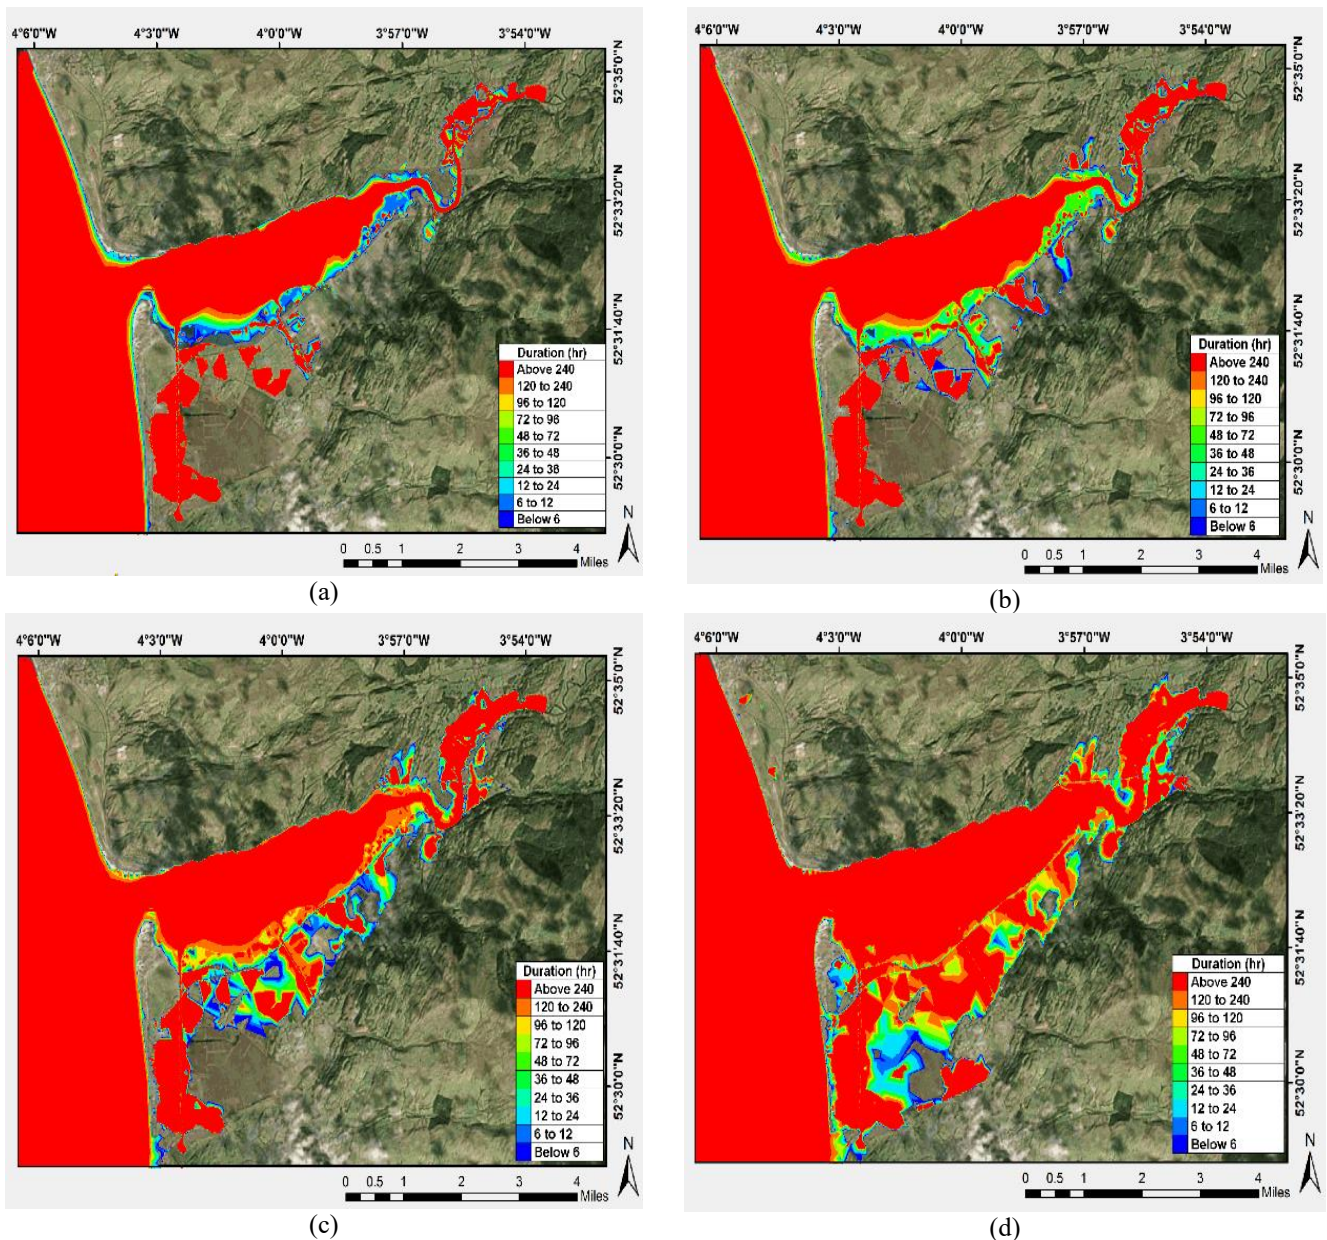 4°6'0"W 4°3'0"W 4°0'0"W 3°57'0"W 3°54'0"W
52°35'0"N
52°33'20"N
52°31'40"N
52°30'0"N
Duration (hr)
Above 240
120 to 240
96 to 120
72 to 96
48 to 72
36 to 48
24 to 38
12 to 24
6 to 12
Below 6
N
0 0.5 1 2 3 4
Miles
(a)
4°6'0"W 4°3'0"W 4°0'0"W 3°57'0"W 3°54'0"W
52°35'0"N
52°33'20"N
52°31'40"N
52°30'0"N
Duration (hr)
Above 240
120 to 240
96 to 120
72 to 96
48 to 72
36 to 48
24 to 36
12 to 24
6 to 12
Below 6
N
0 0.5 1 2 3 4
Miles
(b)
4°6'0"W 4°3'0"W 4°0'0"W 3°57'0"W 3°54'0"W
52°35'0"N
52°33'20"N
52°31'40"N
52°30'0"N
Duration (hr)
Above 240
120 to 240
96 to 120
72 to 96
48 to 72
36 to 48
24 to 36
12 to 24
6 to 12
Below 6
N
0 0.5 1 2 3 4
Miles
(c)
4°6'0"W 4°3'0"W 4°0'0"W 3°57'0"W 3°54'0"W
52°35'0"N
52°33'20"N
52°31'40"N
52°30'0"N
Duration (hr)
Above 240
120 to 240
96 to 120
72 to 96
48 to 72
36 to 48
24 to 36
12 to 24
6 to 12
Below 6
N
0 0.5 1 2 3 4
Miles
(d)